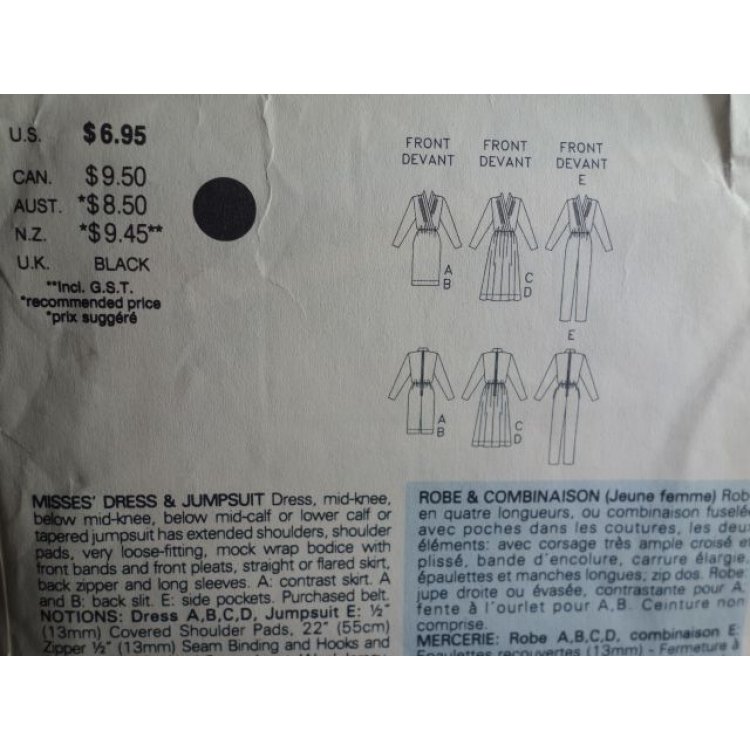 U.S. $6.95
CAN. $9.50
AUST. *$8.50
N.Z. *$9.45**
U.K. BLACK
**Incl. G.S.T.
*recommended price
*prix suggéré
FRONT DEVANT
FRONT DEVANT
FRONT DEVANT
E
A
B
C
D
E
A
B
C
D
MISSES' DRESS & JUMPSUIT Dress, mid-knee,
below mid-knee, below mid-calf or lower calf or
tapered jumpsuit has extended shoulders, shoulder
pads, very loose-fitting, mock wrap bodice with
front bands and front pleats, straight or flared skirt,
back zipper and long sleeves. A: contrast skirt. A
and B: back slit. E: side pockets. Purchased belt.
NOTIONS: Dress A,B,C,D, Jumpsuit E: ½"
(13mm) Covered Shoulder Pads, 22" (55cm)
Zipper ½" (13mm) Seam Binding and Hooks and
ROBE & COMBINAISON (Jeune femme) Rob
en quatre longueurs, ou combinaison fuselée
avec poches dans les coutures, les deu
éléments: avec corsage très ample croisé et
plissé, bande d'encolure, carrure élargie,
épaulettes et manches longues; zip dos. Robe
jupe droite ou évasée, contrastante pour A
fente à l'ourlet pour A,B. Ceinture non
comprise.
MERCERIE: Robe A,B,C,D, combinaison E:
Epaulettes recouvertes (13mm) - Fermeture à